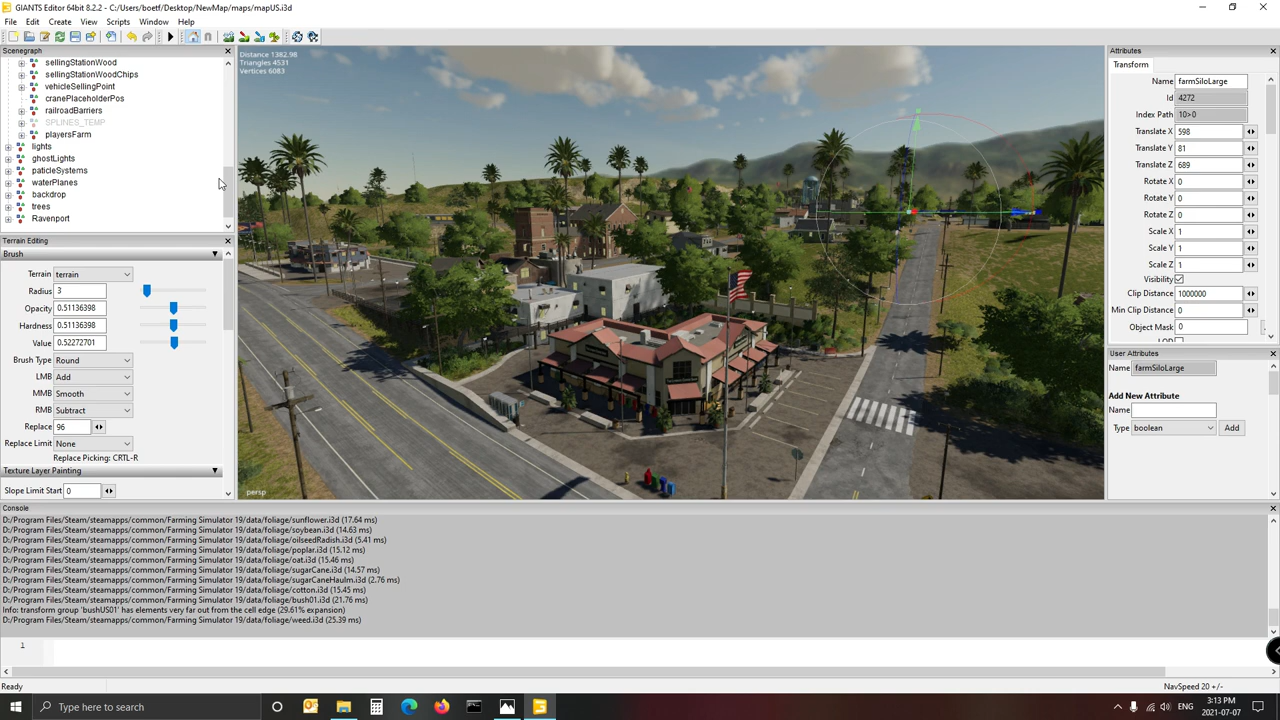 GIANTS Editor 64bit 8.2.2 - C:/Users/boetf/Desktop/NewMap/maps/mapUS.i3d
File Edit Create View Scripts Window Help
Scenegraph
sellingStationWood
sellingStationWoodChips
vehicleSellingPoint
cranePlaceholderPos
railroadBarriers
SPLINES_TEMP
playersFarm
lights
ghostLights
paticleSystems
waterPlanes
backdrop
trees
Ravenport
Terrain Editing
Brush
Terrain terrain
Radius 3
Opacity 0.51136398
Hardness 0.51136398
Value 0.52272701
Brush Type Round
LMB Add
MMB Smooth
RMB Subtract
Replace 96
Replace Limit None
Replace Picking: CRTL-R
Texture Layer Painting
Slope Limit Start 0
Distance 1382.98
Triangles 4531
Vertices 6083
persp
Attributes
Transform
Name farmSiloLarge
Id 4272
Index Path 10>0
Translate X 598
Translate Y 81
Translate Z 689
Rotate X 0
Rotate Y 0
Rotate Z 0
Scale X 1
Scale Y 1
Scale Z 1
Visibility
Clip Distance 1000000
Min Clip Distance 0
Object Mask 0
LOD
User Attributes
Name farmSiloLarge
Add New Attribute
Name
Type boolean Add
Console
D:/Program Files/Steam/steamapps/common/Farming Simulator 19/data/foliage/sunflower.i3d (17.64 ms)
D:/Program Files/Steam/steamapps/common/Farming Simulator 19/data/foliage/soybean.i3d (14.63 ms)
D:/Program Files/Steam/steamapps/common/Farming Simulator 19/data/foliage/oilseedRadish.i3d (5.41 ms)
D:/Program Files/Steam/steamapps/common/Farming Simulator 19/data/foliage/poplar.i3d (15.12 ms)
D:/Program Files/Steam/steamapps/common/Farming Simulator 19/data/foliage/oat.i3d (15.46 ms)
D:/Program Files/Steam/steamapps/common/Farming Simulator 19/data/foliage/sugarCane.i3d (14.57 ms)
D:/Program Files/Steam/steamapps/common/Farming Simulator 19/data/foliage/sugarCaneHaulm.i3d (2.76 ms)
D:/Program Files/Steam/steamapps/common/Farming Simulator 19/data/foliage/cotton.i3d (15.45 ms)
D:/Program Files/Steam/steamapps/common/Farming Simulator 19/data/foliage/bush01.i3d (21.76 ms)
Info: transform group 'bushUS01' has elements very far out from the cell edge (29.61% expansion)
D:/Program Files/Steam/steamapps/common/Farming Simulator 19/data/foliage/weed.i3d (25.39 ms)
1
Ready
NavSpeed 20 +/-
Type here to search
ENG
3:13 PM
2021-07-07